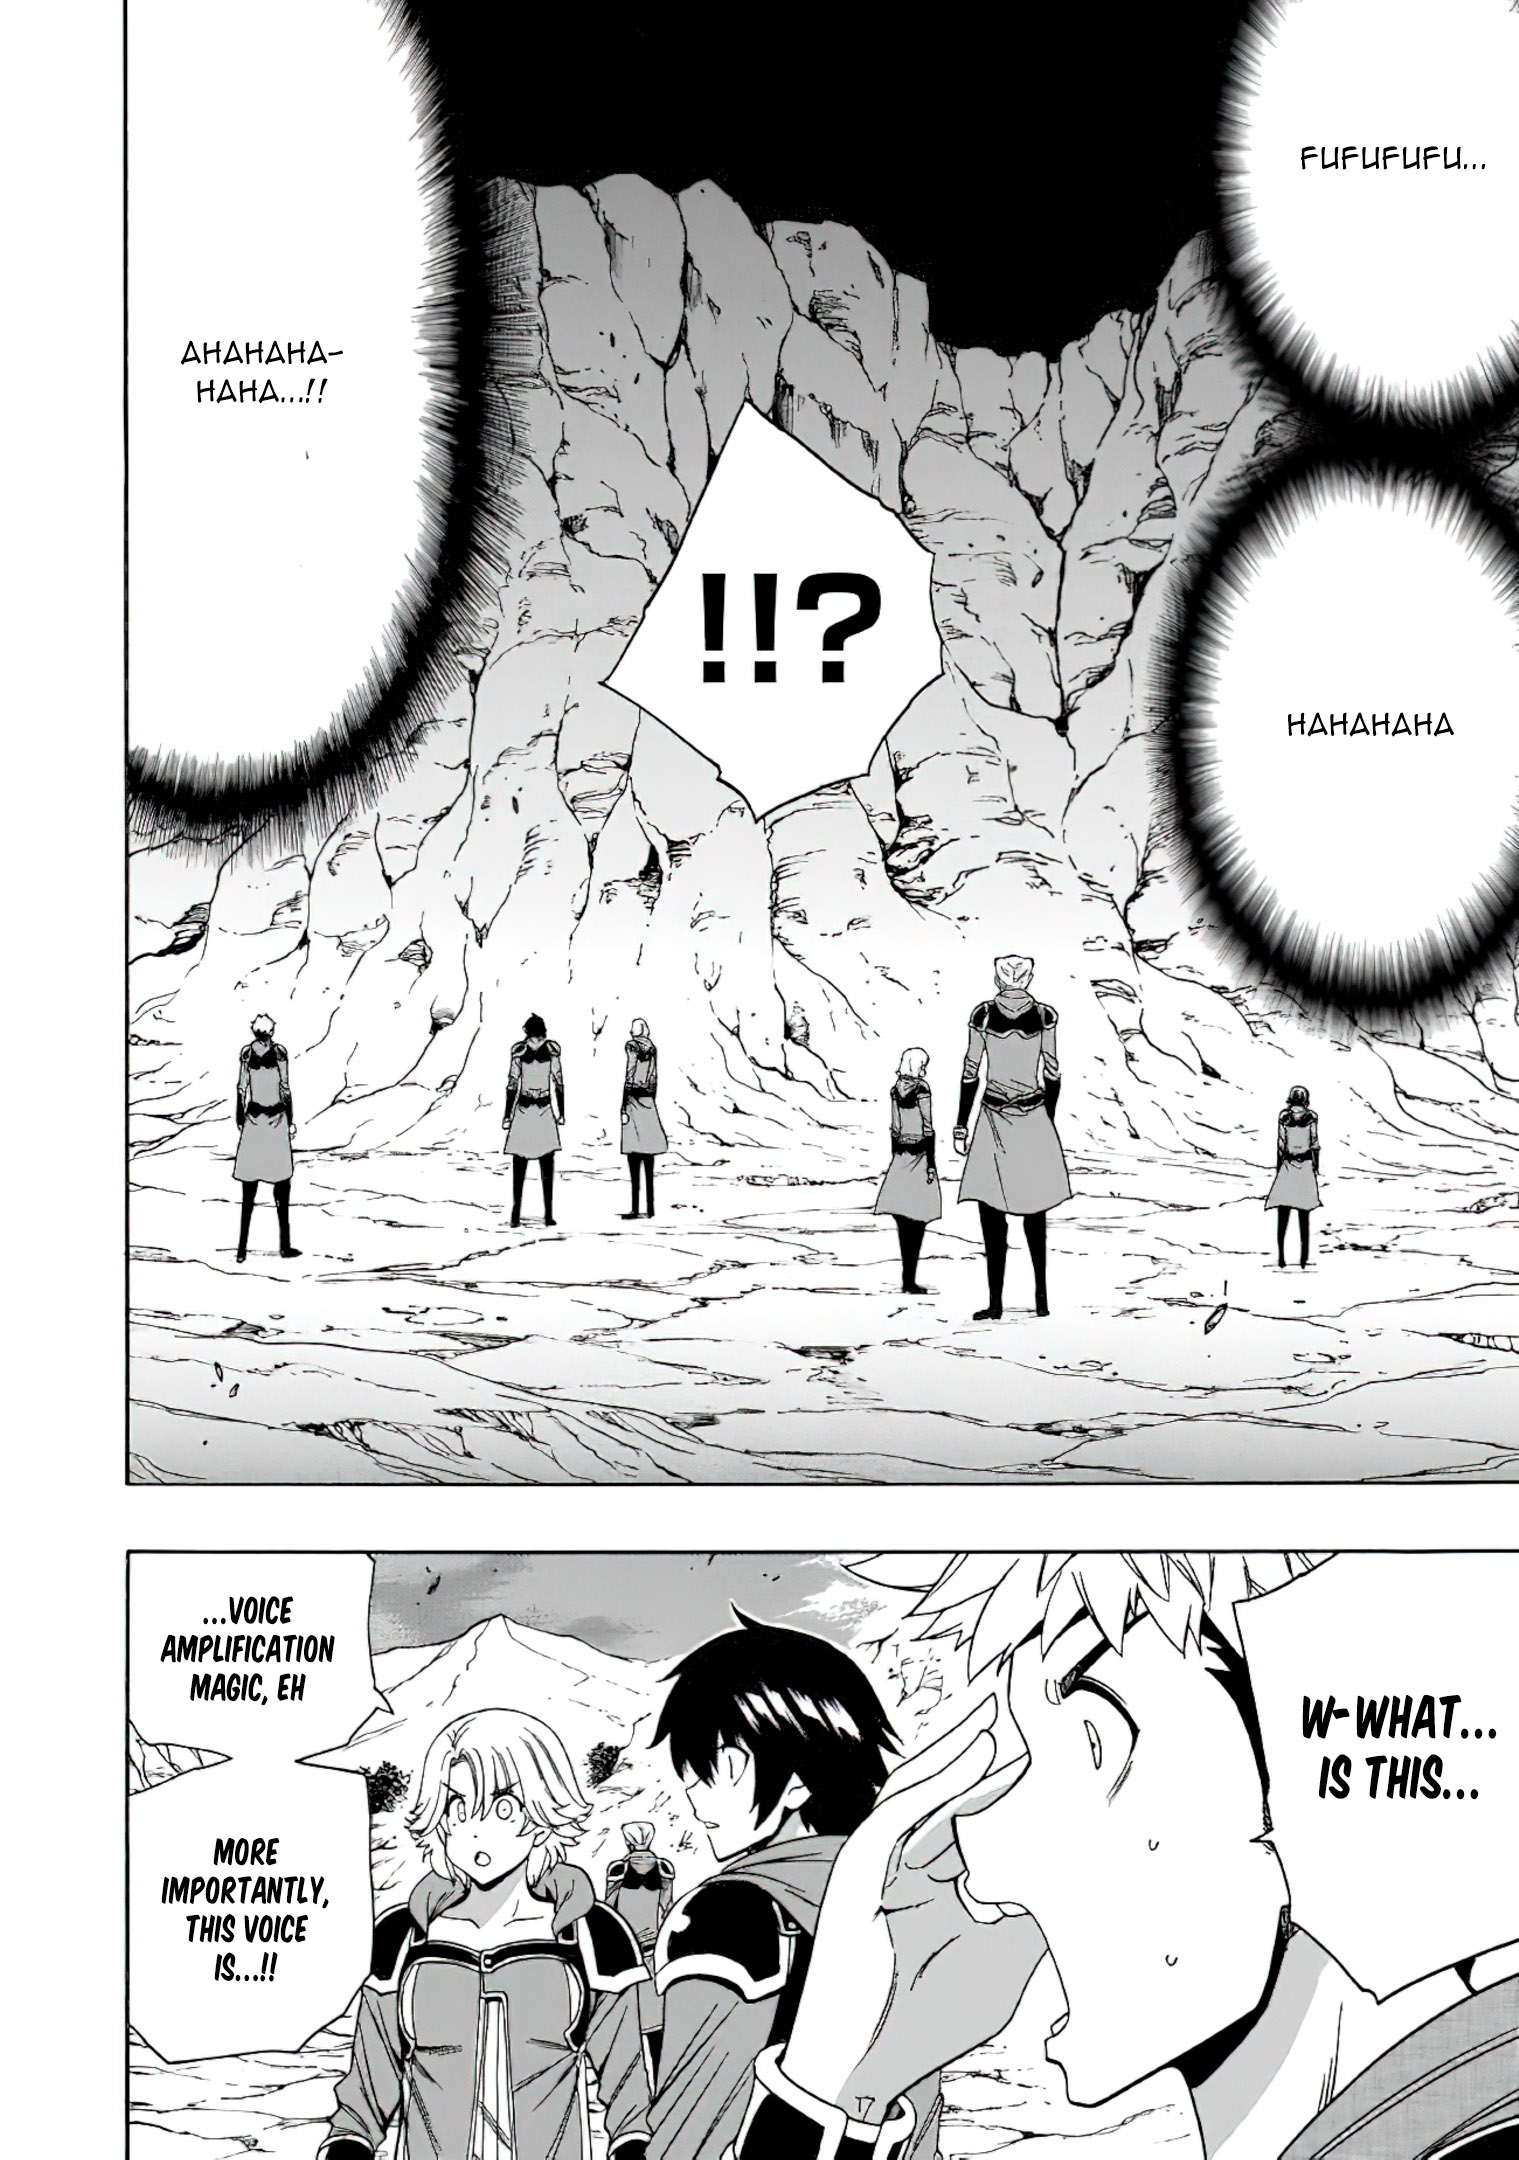 FUFUFUFU...
HAHAHAHA
!!?
AHAHAHA-
HAHA...!!
W-WHAT...
IS THIS...
...VOICE
AMPLIFICATION
MAGIC, EH
MORE
IMPORTANTLY,
THIS VOICE
IS...!!